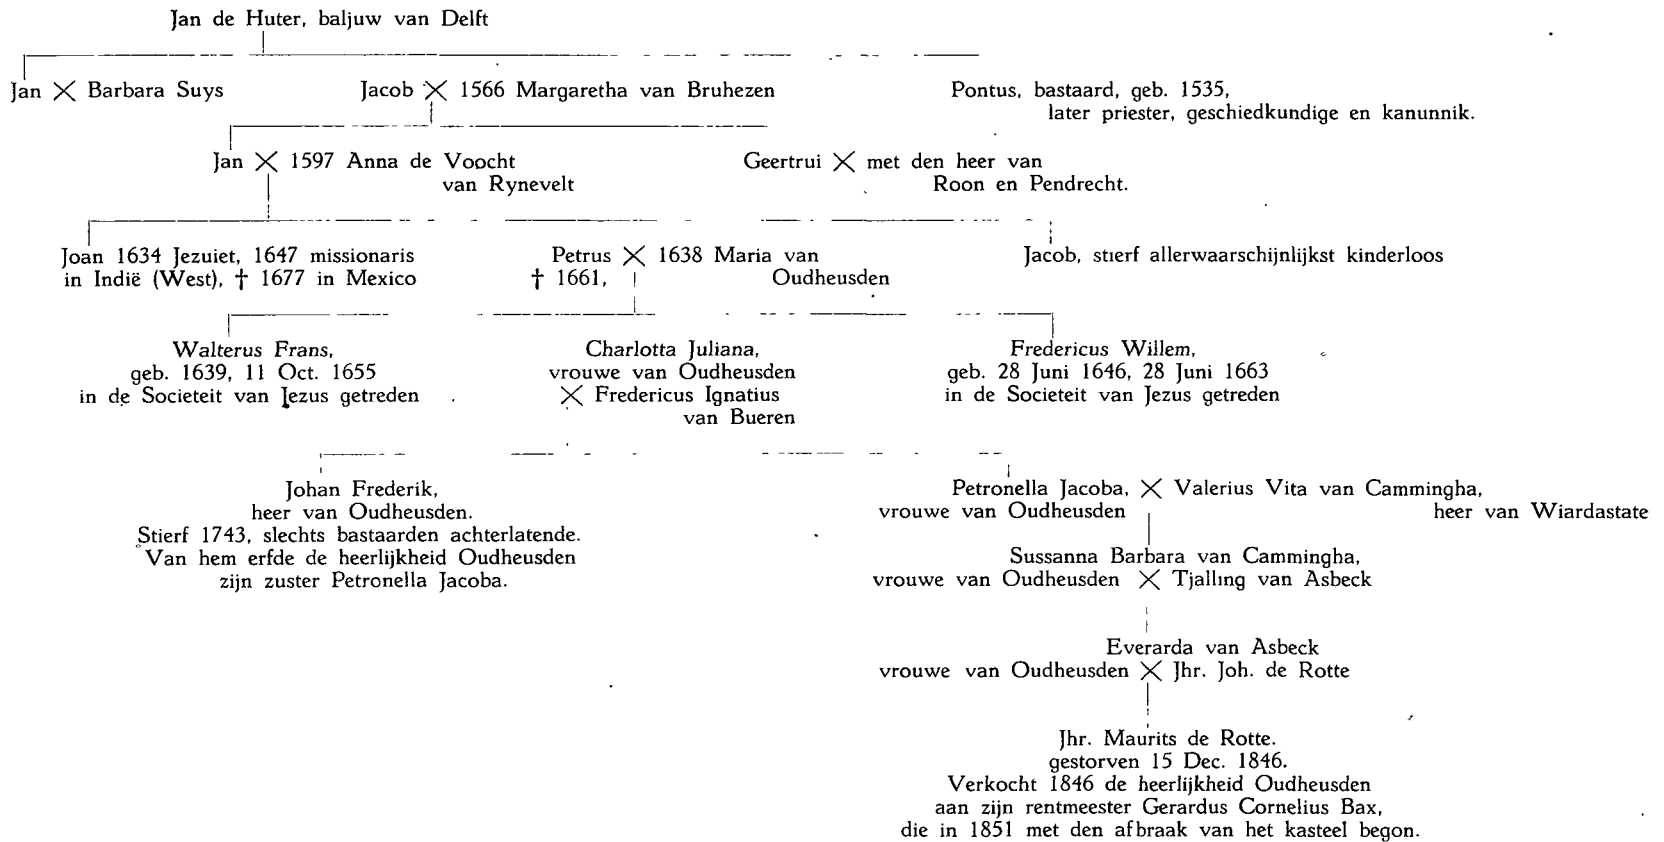 Jan de Huter, baljuw van Delft
Jan X Barbara Suys
Jacob X 1566 Margaretha van Bruhezen
Pontus, bastaard, geb. 1535,
later priester, geschiedkundige en kanunnik.
Jan X 1597 Anna de Voocht
van Rynevelt
Geertrui X met den heer van
Roon en Pendrecht.
Joan 1634 Jezuiet, 1647 missionaris
in Indië (West), † 1677 in Mexico
Petrus X 1638 Maria van
† 1661, Oudheusden
Jacob, stierf allerwaarschijnlijkst kinderloos
Walterus Frans,
geb. 1639, 11 Oct. 1655
in de Societeit van Jezus getreden
Charlotta Juliana,
vrouwe van Oudheusden
X Fredericus Ignatius
van Bueren
Fredericus Willem,
geb. 28 Juni 1646, 28 Juni 1663
in de Societeit van Jezus getreden
Johan Frederik,
heer van Oudheusden.
Stierf 1743, slechts bastaarden achterlatende.
Van hem erfde de heerlijkheid Oudheusden
zijn zuster Petronella Jacoba.
Petronella Jacoba, X Valerius Vita van Cammingha,
vrouwe van Oudheusden heer van Wiardastate
Sussanna Barbara van Cammingha,
vrouwe van Oudheusden X Tjalling van Asbeck
Everarda van Asbeck
vrouwe van Oudheusden X Jhr. Joh. de Rotte
Jhr. Maurits de Rotte.
gestorven 15 Dec. 1846.
Verkocht 1846 de heerlijkheid Oudheusden
aan zijn rentmeester Gerardus Cornelius Bax,
die in 1851 met den afbraak van het kasteel begon.